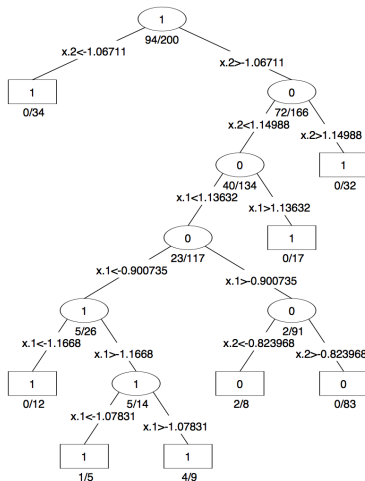 1
94/200
x.2<-1.06711
x.2>-1.06711
1
0/34
0
72/166
x.2<1.14988
x.2>1.14988
0
40/134
1
0/32
x.1<1.13632
x.1>1.13632
0
23/117
1
0/17
x.1<-0.900735
x.1>-0.900735
1
5/26
0
2/91
x.1<-1.1668
x.1>-1.1668
x.2<-0.823968
x.2>-0.823968
1
0/12
1
5/14
0
2/8
0
0/83
x.1<-1.07831
x.1>-1.07831
1
1/5
1
4/9